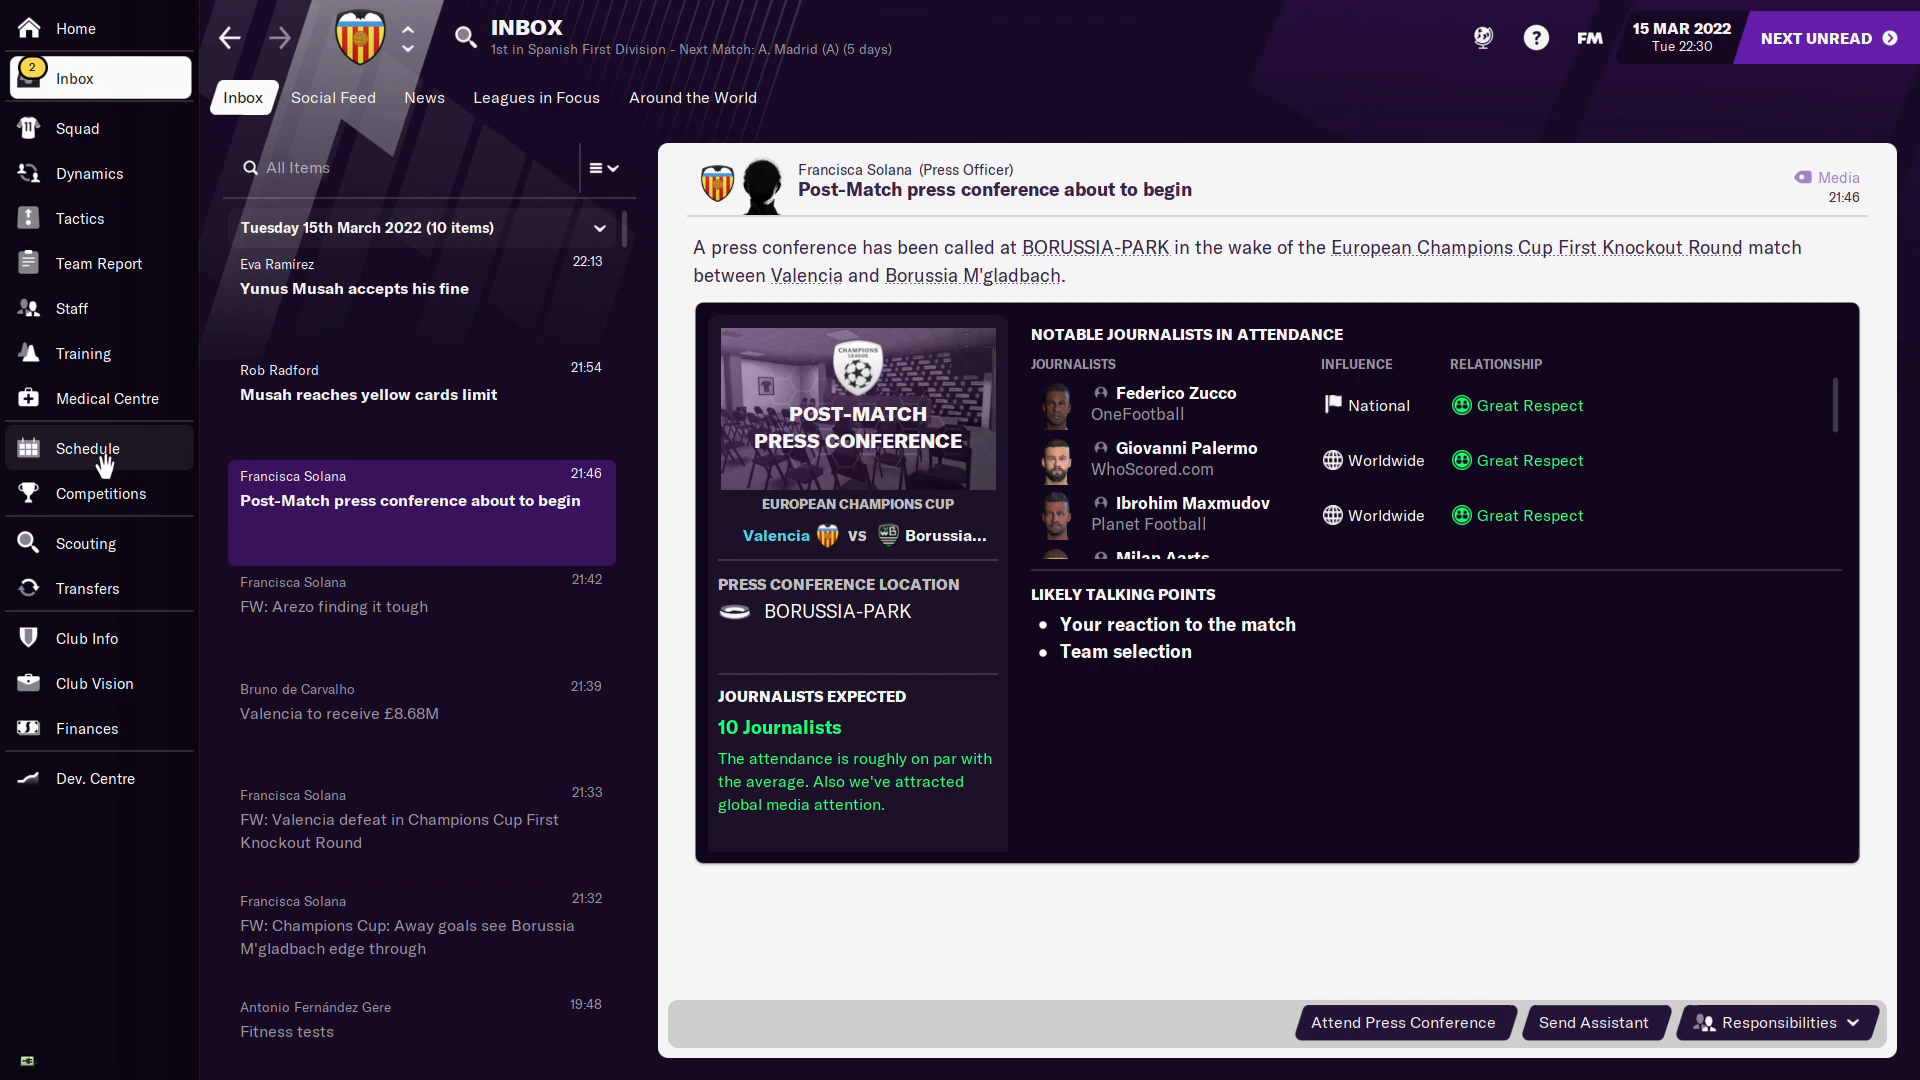 Home
2
Inbox
Squad
Dynamics
Tactics
Team Report
Staff
Training
Medical Centre
Schedule
Competitions
Scouting
Transfers
Club Info
Club Vision
Finances
Dev. Centre
INBOX
1st in Spanish First Division - Next Match: A. Madrid (A) (5 days)
FM
15 MAR 2022
Tue 22:30
NEXT UNREAD
Inbox Social Feed News Leagues in Focus Around the World
All Items
Tuesday 15th March 2022 (10 items)
Eva Ramírez 22:13
Yunus Musah accepts his fine
Rob Radford 21:54
Musah reaches yellow cards limit
Francisca Solana 21:46
Post-Match press conference about to begin
Francisca Solana 21:42
FW: Arezo finding it tough
Bruno de Carvalho 21:39
Valencia to receive £8.68M
Francisca Solana 21:33
FW: Valencia defeat in Champions Cup First
Knockout Round
Francisca Solana 21:32
FW: Champions Cup: Away goals see Borussia
M'gladbach edge through
Antonio Fernández Gere 19:48
Fitness tests
Francisca Solana (Press Officer)
Post-Match press conference about to begin
Media
21:46
A press conference has been called at BORUSSIA-PARK in the wake of the European Champions Cup First Knockout Round match
between Valencia and Borussia M'gladbach.
CHAMPIONS
LEAGUE
POST-MATCH
PRESS CONFERENCE
EUROPEAN CHAMPIONS CUP
Valencia VS Borussia...
PRESS CONFERENCE LOCATION
BORUSSIA-PARK
JOURNALISTS EXPECTED
10 Journalists
The attendance is roughly on par with
the average. Also we've attracted
global media attention.
NOTABLE JOURNALISTS IN ATTENDANCE
JOURNALISTS INFLUENCE RELATIONSHIP
Federico Zucco
OneFootball
National Great Respect
Giovanni Palermo
WhoScored.com
Worldwide Great Respect
Ibrohim Maxmudov
Planet Football
Worldwide Great Respect
Milan Aarts
LIKELY TALKING POINTS
• Your reaction to the match
• Team selection
Attend Press Conference Send Assistant Responsibilities